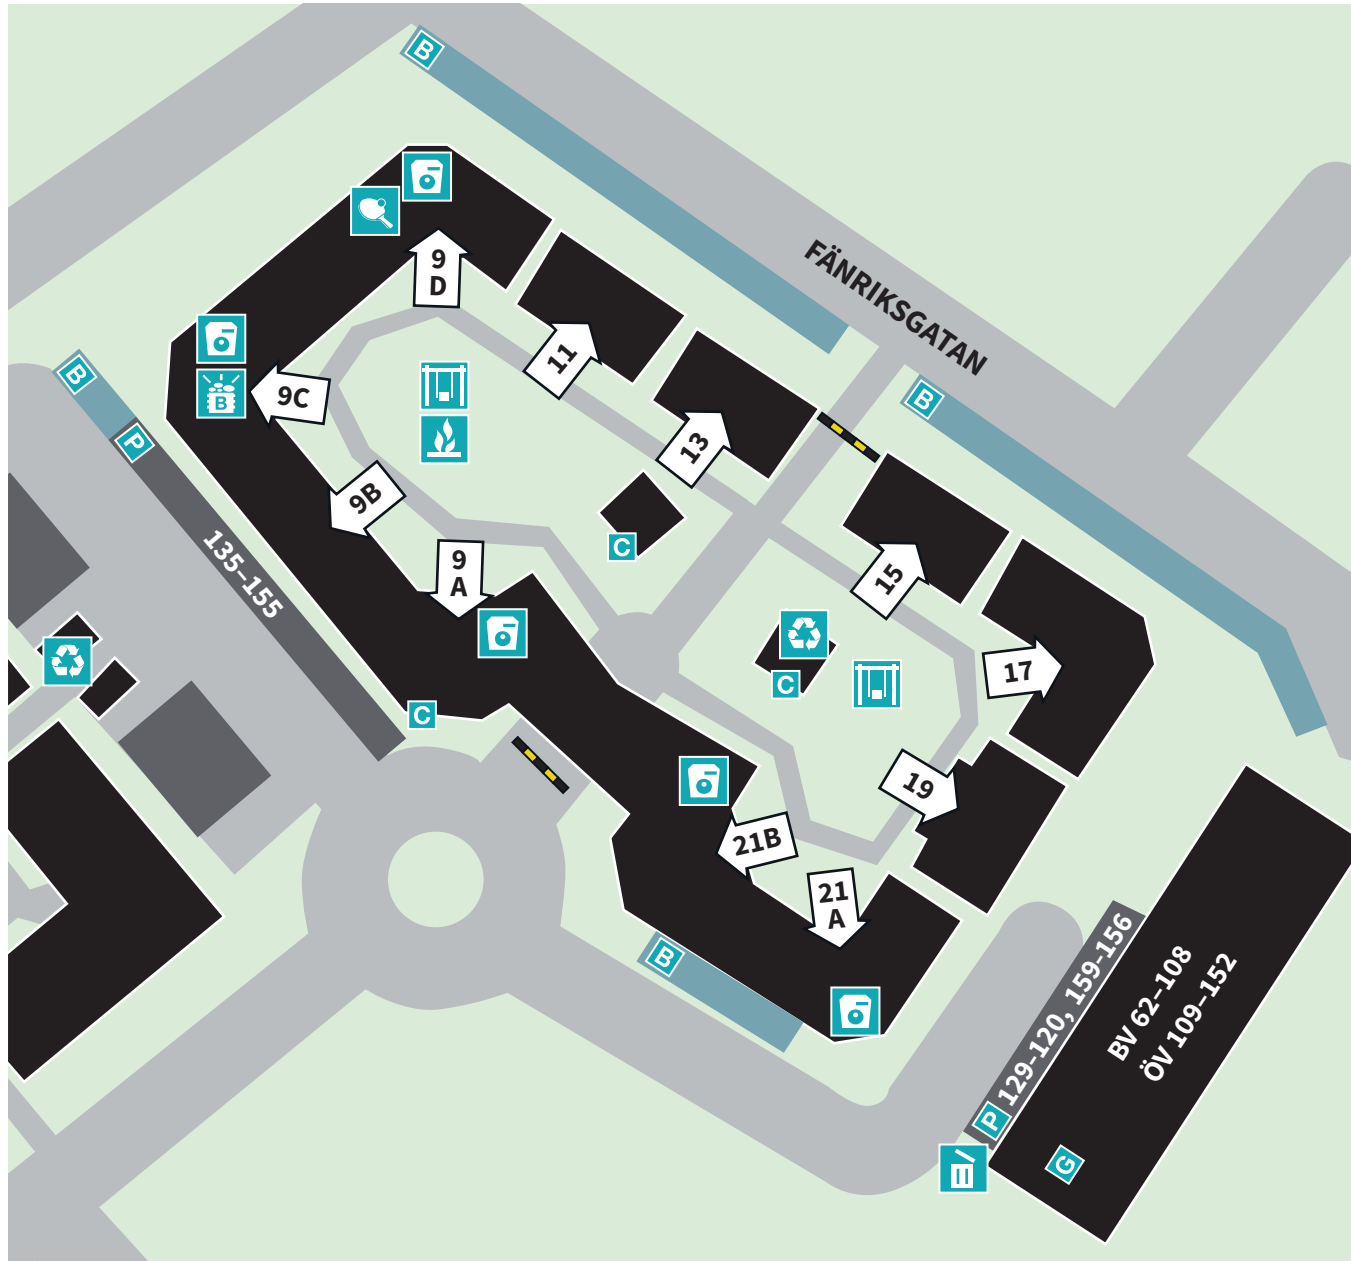 B
FÄNRIKSGATAN
9
D
11
B
P
9C
B
B
13
9B
135–155
9
A
C
15
C
17
C
19
21B
21
A
B
129–120, 159–156
P
BV 62–108
ÖV 109–152
G